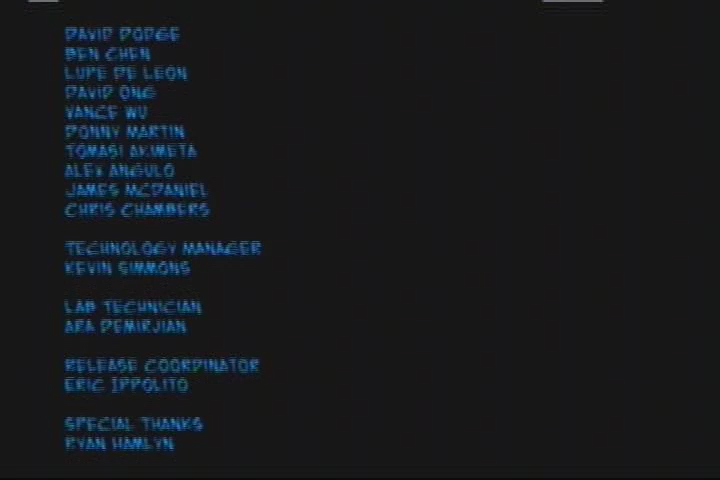 DAVID DODGE
BEN CHEN
LUPE DE LEON
DAVID ONG
VANCE WU
DONNY MARTIN
TOMASI AKIMETA
ALEX ANGULO
JAMES MCDANIEL
CHRIS CHAMBERS
TECHNOLOGY MANAGER
KEVIN SIMMONS
LAB TECHNICIAN
ARA DEMIRJIAN
RELEASE COORDINATOR
ERIC IPPOLITO
SPECIAL THANKS
RYAN HAMLYN